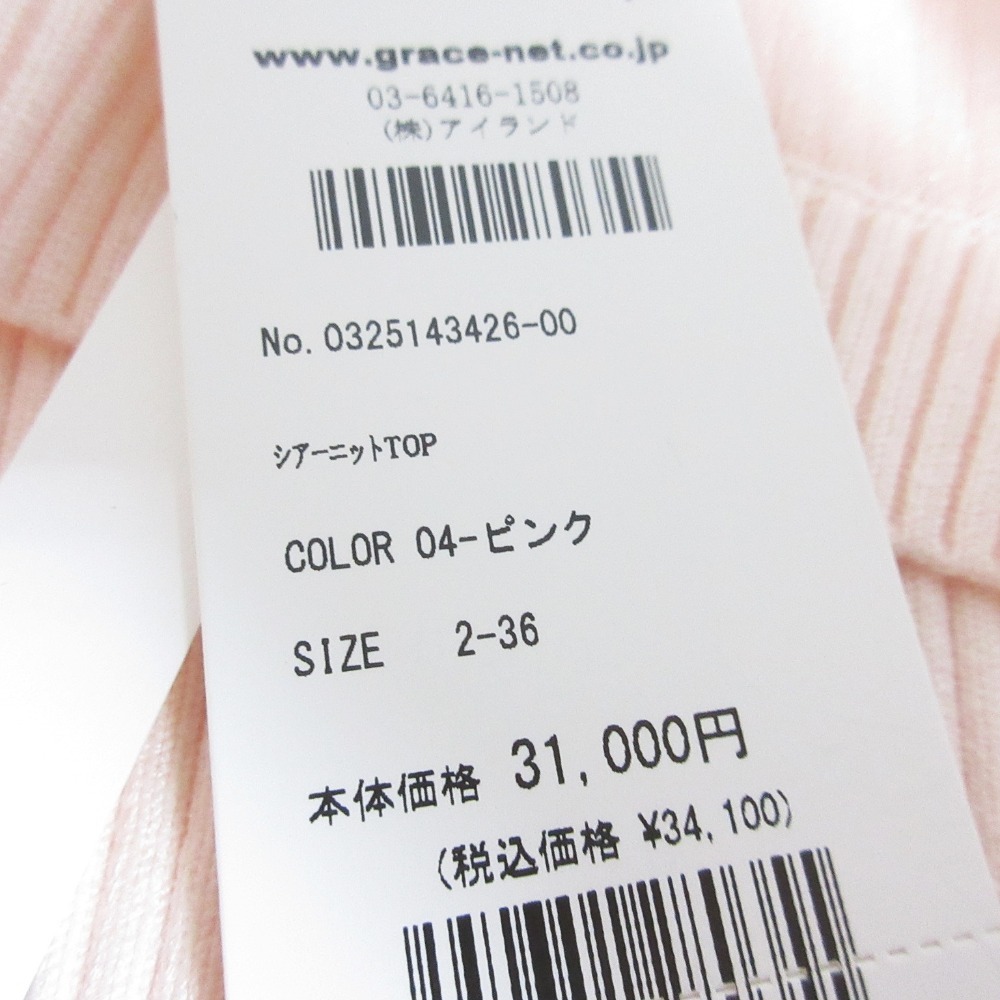 www.grace-net.co.jp
03-6416-1508
(株)アイランド
No. 0325143426-00
シアーニットTOP
COLOR 04-ピンク
SIZE 2-36
本体価格 31,000円
(税込価格 ¥34,100)